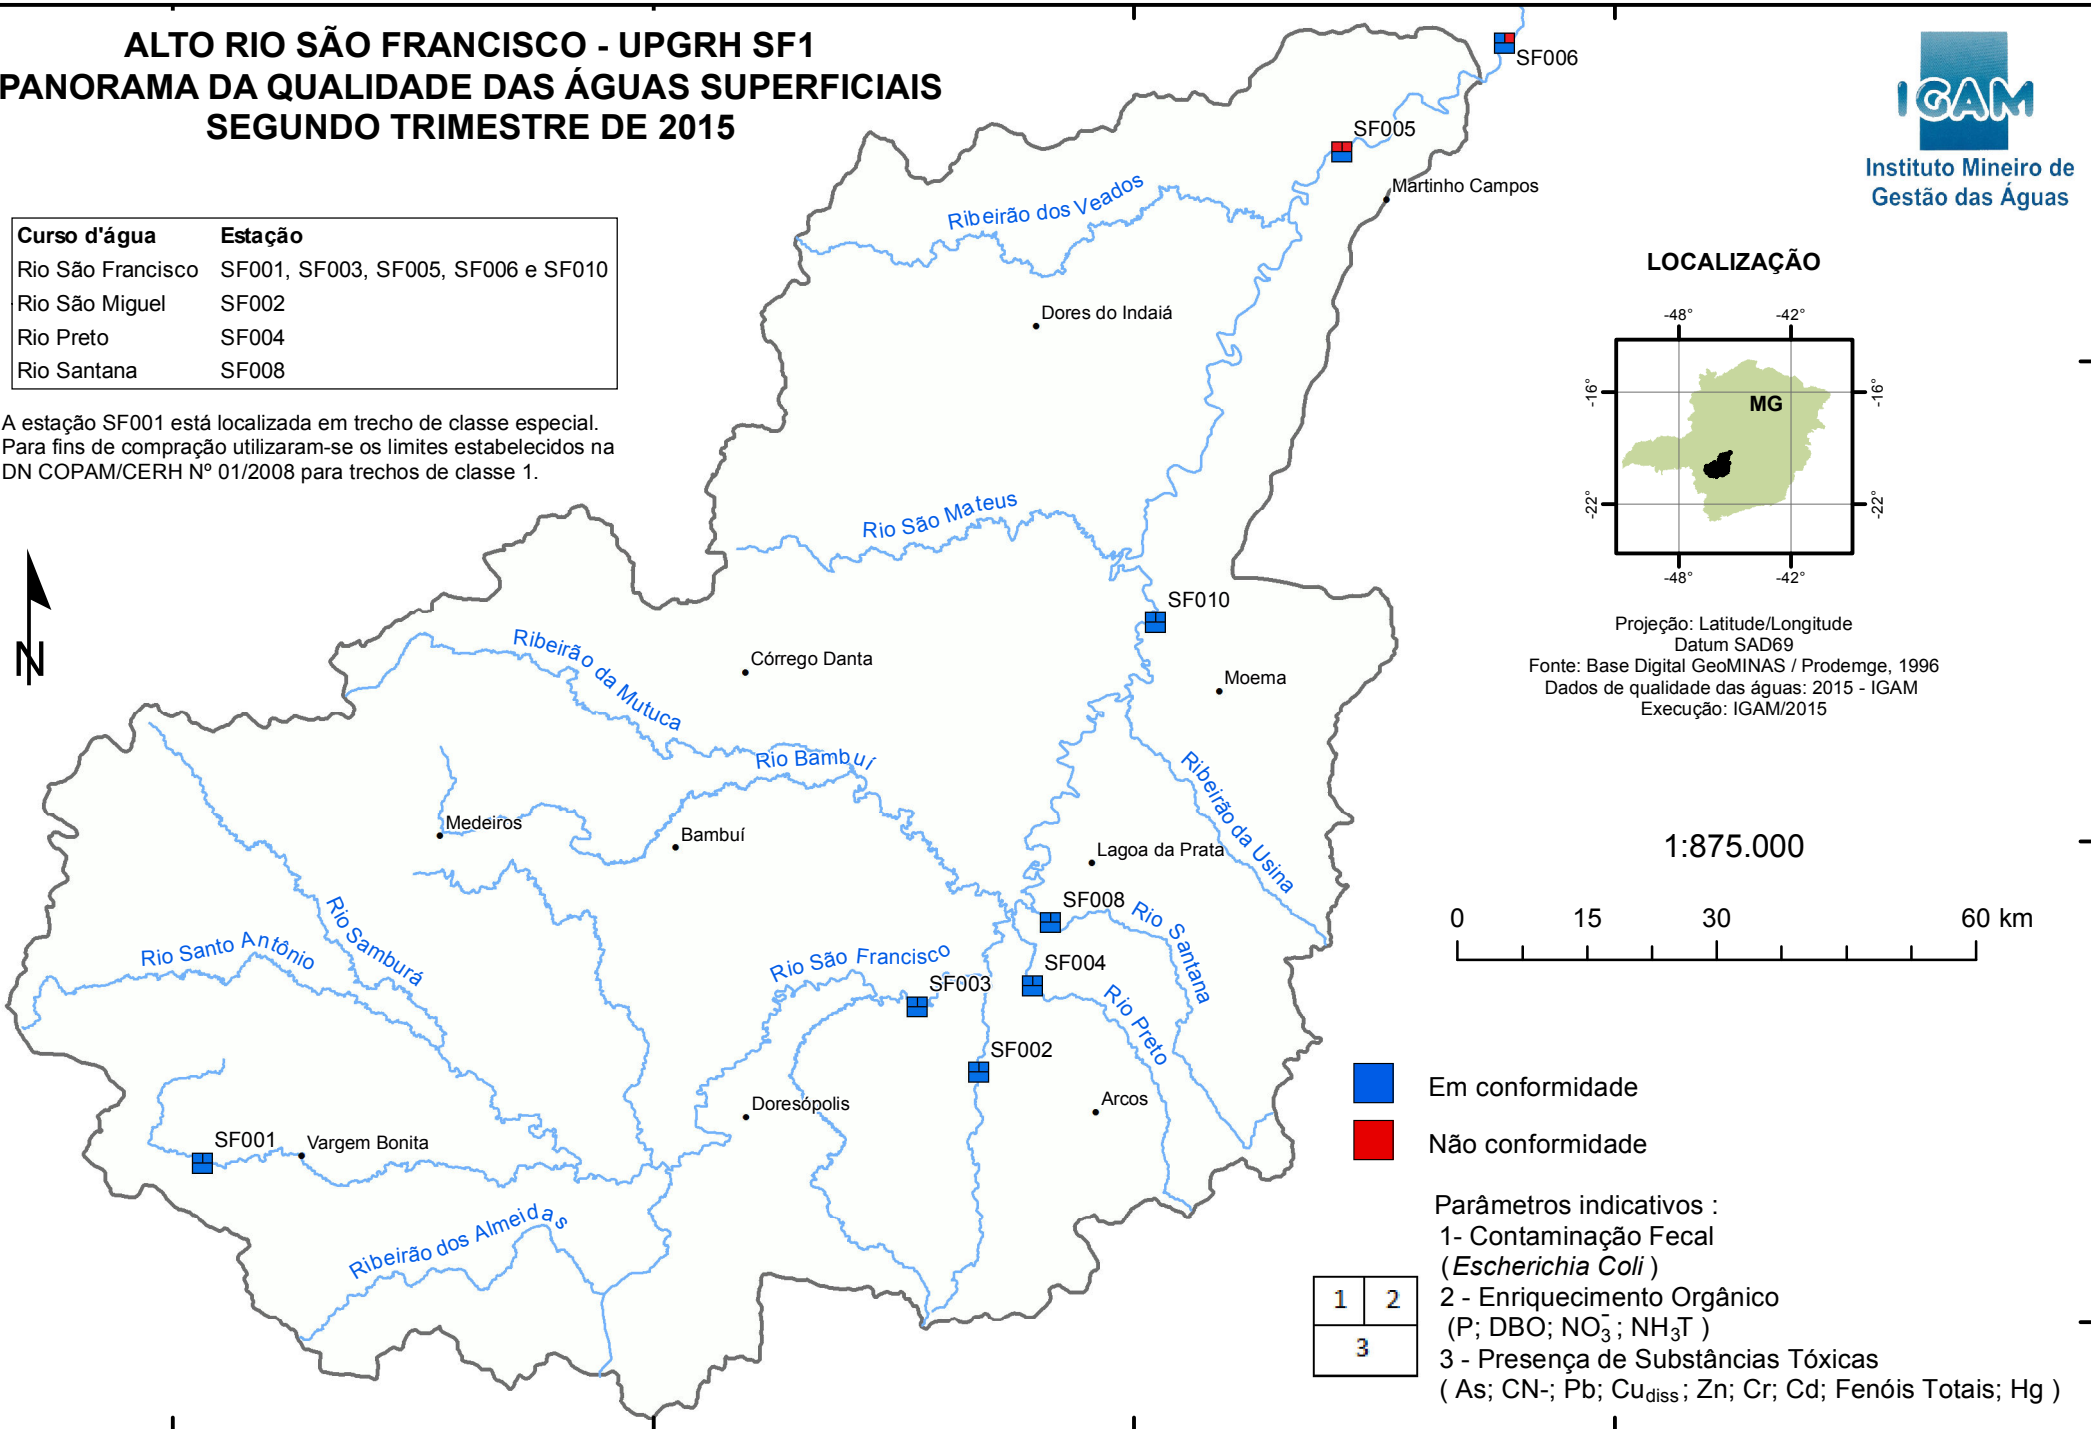 ALTO RIO SÃO FRANCISCO - UPGRH SF1
PANORAMA DA QUALIDADE DAS ÁGUAS SUPERFICIAIS
SEGUNDO TRIMESTRE DE 2015
Curso d'água Estação
Rio São Francisco SF001, SF003, SF005, SF006 e SF010
Rio São Miguel SF002
Rio Preto SF004
Rio Santana SF008
A estação SF001 está localizada em trecho de classe especial.
Para fins de compração utilizaram-se os limites estabelecidos na
DN COPAM/CERH Nº 01/2008 para trechos de classe 1.
N
SF006
SF005
Martinho Campos
Ribeirão dos Veados
Dores do Indaiá
Rio São Mateus
SF010
Ribeirão da Mutuca
Córrego Danta
Moema
Rio Bambuí
Ribeirão da Usina
Medeiros
Bambuí
Lagoa da Prata
SF008
Rio Santana
Rio Samburá
Rio Santo Antônio
Rio São Francisco
SF003
SF004
Rio Preto
SF002
Doresópolis
Arcos
SF001
Vargem Bonita
Ribeirão dos Almeidas
IGAM
Instituto Mineiro de
Gestão das Águas
LOCALIZAÇÃO
-48° -42°
-16° -16°
MG
-22° -22°
-48° -42°
Projeção: Latitude/Longitude
Datum SAD69
Fonte: Base Digital GeoMINAS / Prodemge, 1996
Dados de qualidade das águas: 2015 - IGAM
Execução: IGAM/2015
1:875.000
0 15 30 60 km
Em conformidade
Não conformidade
Parâmetros indicativos :
1- Contaminação Fecal
(Escherichia Coli )
2 - Enriquecimento Orgânico
(P; DBO; NO₃⁻; NH₃T )
3 - Presença de Substâncias Tóxicas
( As; CN-; Pb; Cudiss; Zn; Cr; Cd; Fenóis Totais; Hg )
1 2
3